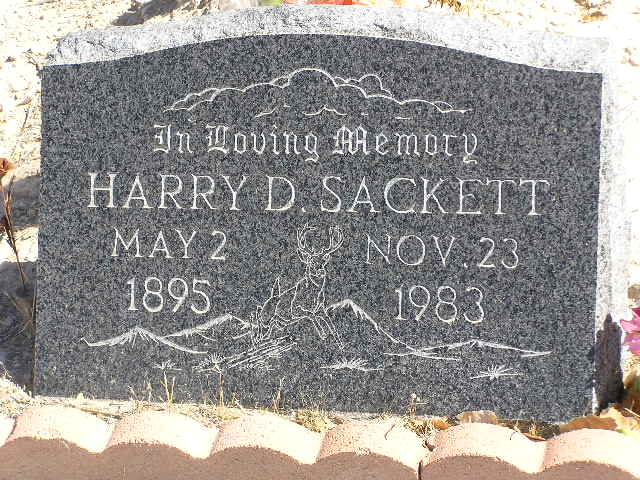 In Loving Memory
HARRY D. SACKETT
MAY 2 NOV. 23
1895 1983